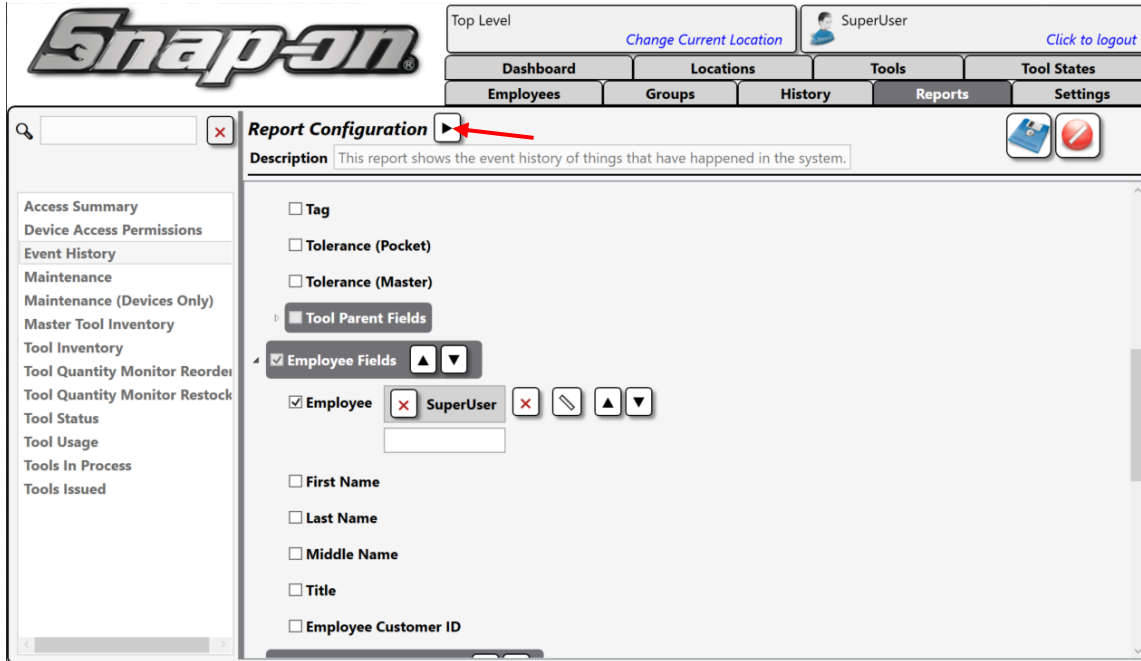 Snap-on®
Top Level
Change Current Location
SuperUser
Click to logout
Dashboard
Locations
Tools
Tool States
Employees
Groups
History
Reports
Settings
Report Configuration
Description This report shows the event history of things that have happened in the system.
Access Summary
Device Access Permissions
Event History
Maintenance
Maintenance (Devices Only)
Master Tool Inventory
Tool Inventory
Tool Quantity Monitor Reorder
Tool Quantity Monitor Restock
Tool Status
Tool Usage
Tools In Process
Tools Issued
Tag
Tolerance (Pocket)
Tolerance (Master)
Tool Parent Fields
Employee Fields
Employee
SuperUser
First Name
Last Name
Middle Name
Title
Employee Customer ID